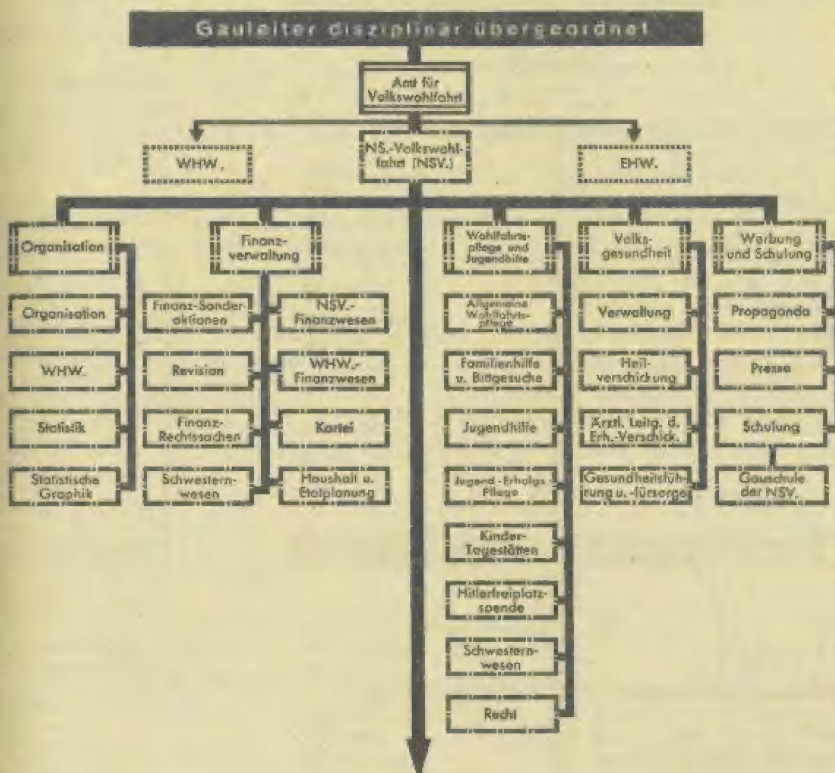 Gauleiter disziplinär übergeordnet
Amt für
Volkswohlfahrt
WHW.
NS.-Volkswohl-
fahrt (NSV.)
EHW.
Organisation
Finanz-
verwaltung
Wohlfahrts-
pflege und
Jugendhilfe
Volks-
gesundheit
Werbung
und Schulung
Organisation
Finanz-Sonder-
aktionen
NSV.-
Finanzwesen
Allgemeine
Wohlfahrts-
pflege
Verwaltung
Propaganda
WHW.
Revision
WHW.-
Finanzwesen
Familienhilfe
u. Bittgesuche
Heil-
verschickung
Presse
Statistik
Finanz-
Rechtssachen
Kartei
Jugendhilfe
Ärztl. Leitg. d.
Erh.-Verschick.
Schulung
Statistische
Graphik
Schwestern-
wesen
Haushalt u.
Etatplanung
Jugend-Erholgs
Pflege
Gesundheitsfüh-
rung u. -fürsorge
Gauschule
der NSV.
Kinder-
Tagestätten
Hitlerfreiplatz-
spende
Schwestern-
wesen
Recht